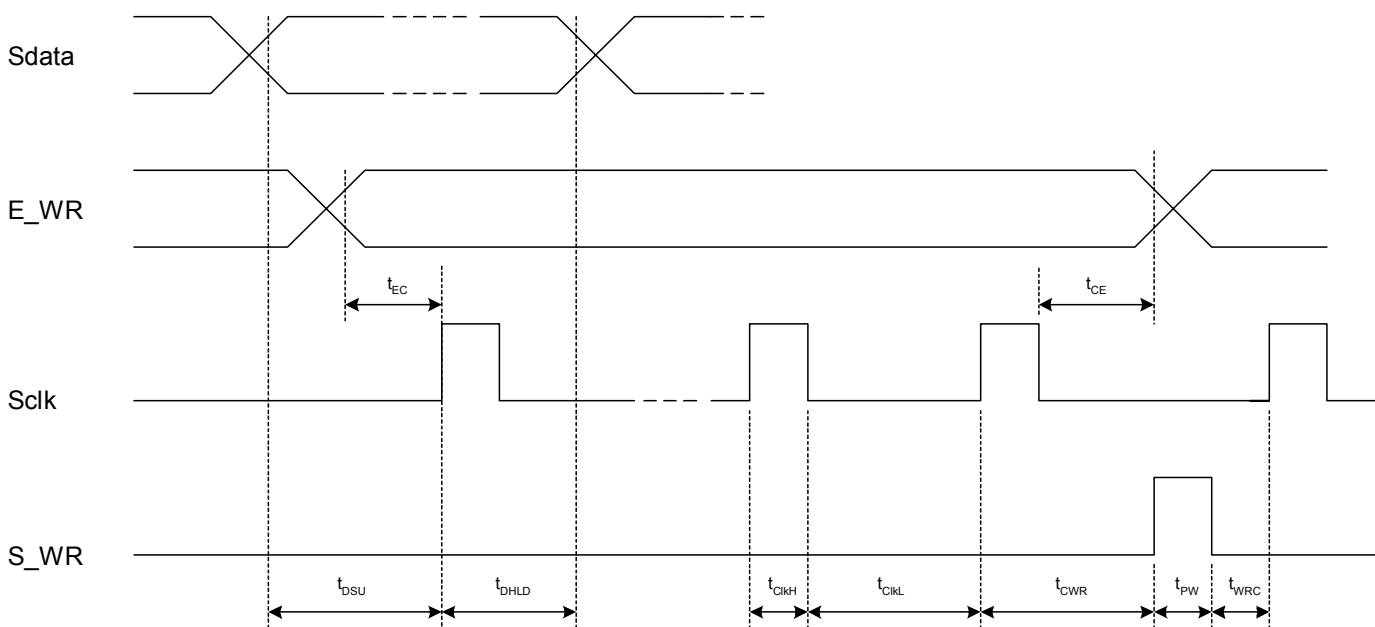 Sdata
E_WR
tEC
tCE
Sclk
S_WR
tDSU
tDHLD
tClkH
tClkL
tCWR
tPW
tWRC